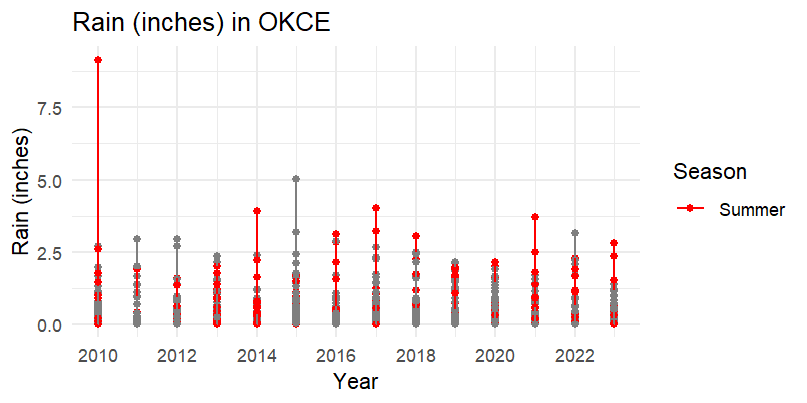 Rain (inches) in OKCE
Rain (inches)
7.5
5.0
2.5
0.0
2010 2012 2014 2016 2018 2020 2022
Year
Season
Summer